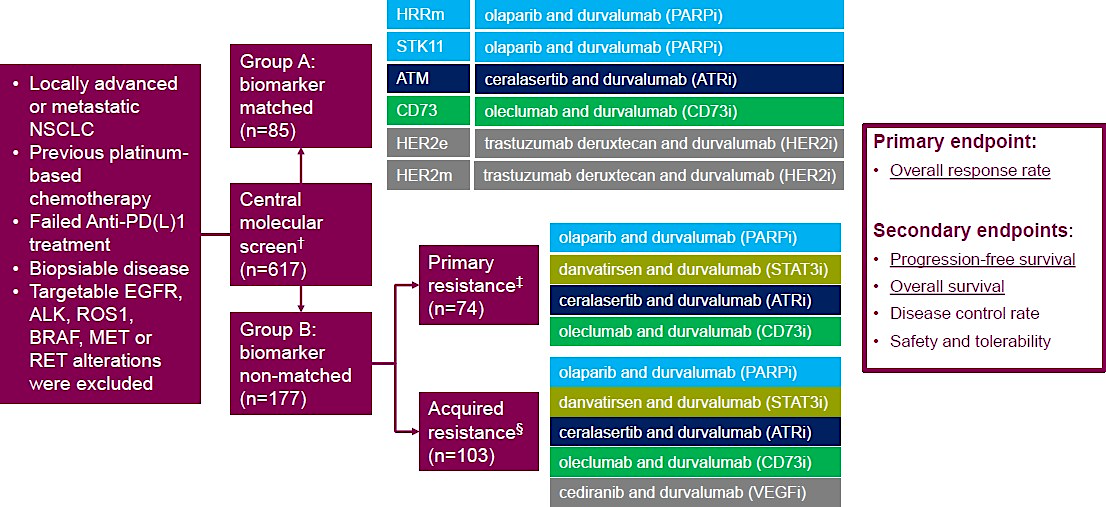 • Locally advanced
or metastatic
NSCLC
• Previous platinum-
based
chemotherapy
• Failed Anti-PD(L)1
treatment
• Biopsiable disease
• Targetable EGFR,
ALK, ROS1,
BRAF, MET or
RET alterations
were excluded
Group A:
biomarker
matched
(n=85)
Central
molecular
screen†
(n=617)
Group B:
biomarker
non-matched
(n=177)
HRRm olaparib and durvalumab (PARPi)
STK11 olaparib and durvalumab (PARPi)
ATM ceralasertib and durvalumab (ATRi)
CD73 oleclumab and durvalumab (CD73i)
HER2e trastuzumab deruxtecan and durvalumab (HER2i)
HER2m trastuzumab deruxtecan and durvalumab (HER2i)
Primary
resistance‡
(n=74)
olaparib and durvalumab (PARPi)
danvatirsen and durvalumab (STAT3i)
ceralasertib and durvalumab (ATRi)
oleclumab and durvalumab (CD73i)
Acquired
resistance§
(n=103)
olaparib and durvalumab (PARPi)
danvatirsen and durvalumab (STAT3i)
ceralasertib and durvalumab (ATRi)
oleclumab and durvalumab (CD73i)
cediranib and durvalumab (VEGFi)
Primary endpoint:
• Overall response rate
Secondary endpoints:
• Progression-free survival
• Overall survival
• Disease control rate
• Safety and tolerability